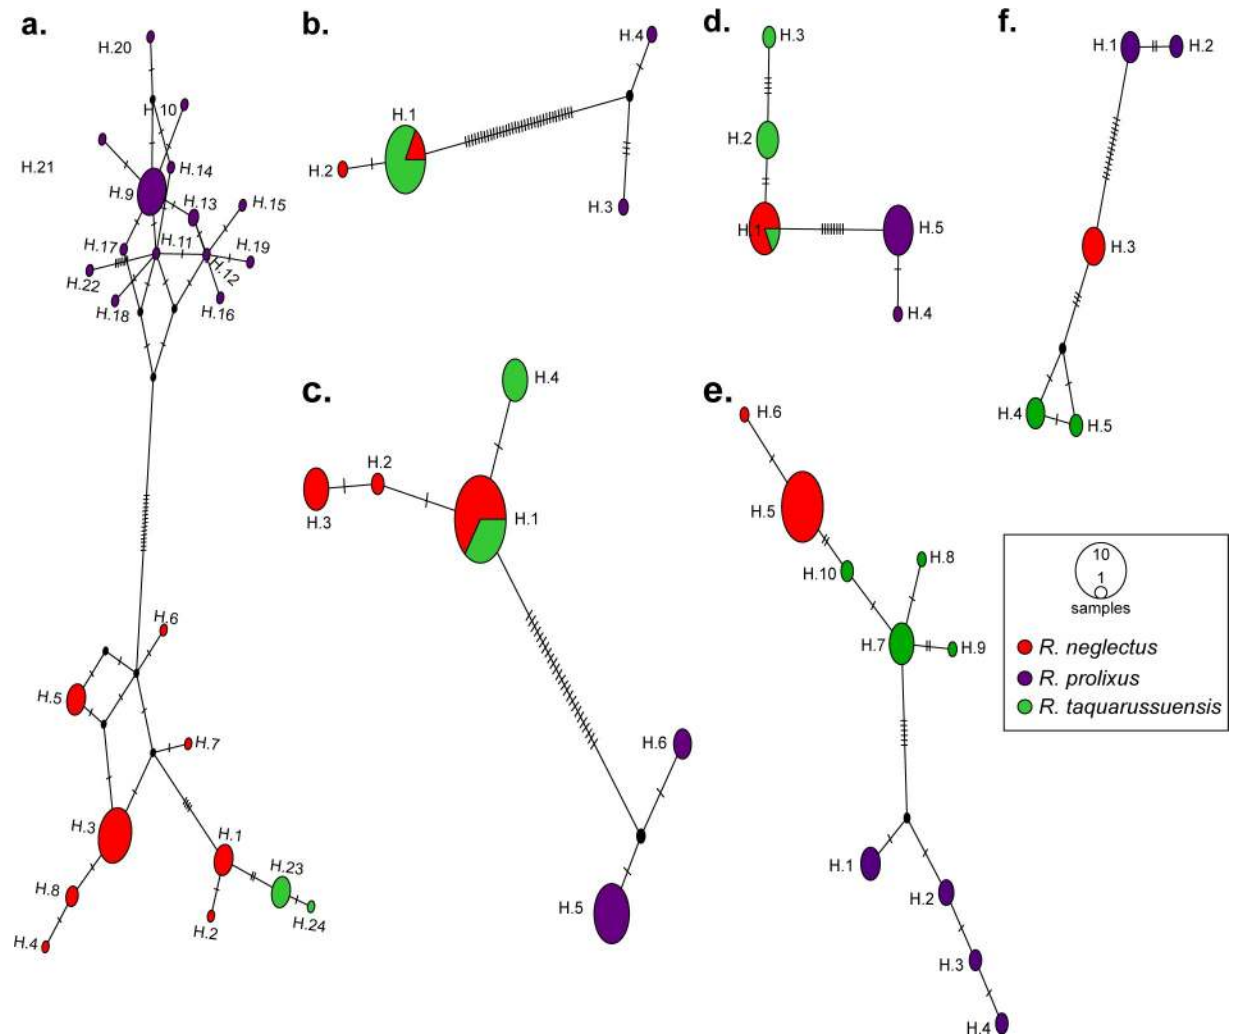 a.
H.20
H.10
H.21
H.14
H.9
H.13
H.15
H.17
H.11
H.19
H.12
H.22
H.18
H.16
H.6
H.5
H.7
H.3
H.1
H.8
H.23
H.2
H.24
H.4
b.
H.4
H.1
H.2
H.3
c.
H.4
H.2
H.3
H.1
H.6
H.5
d.
H.3
H.2
H.1
H.5
H.4
e.
H.6
H.5
H.8
H.10
H.7
H.9
H.1
H.2
H.3
H.4
f.
H.1
H.2
H.3
H.4
H.5
10
1
samples
R. neglectus
R. prolixus
R. taquarussuensis